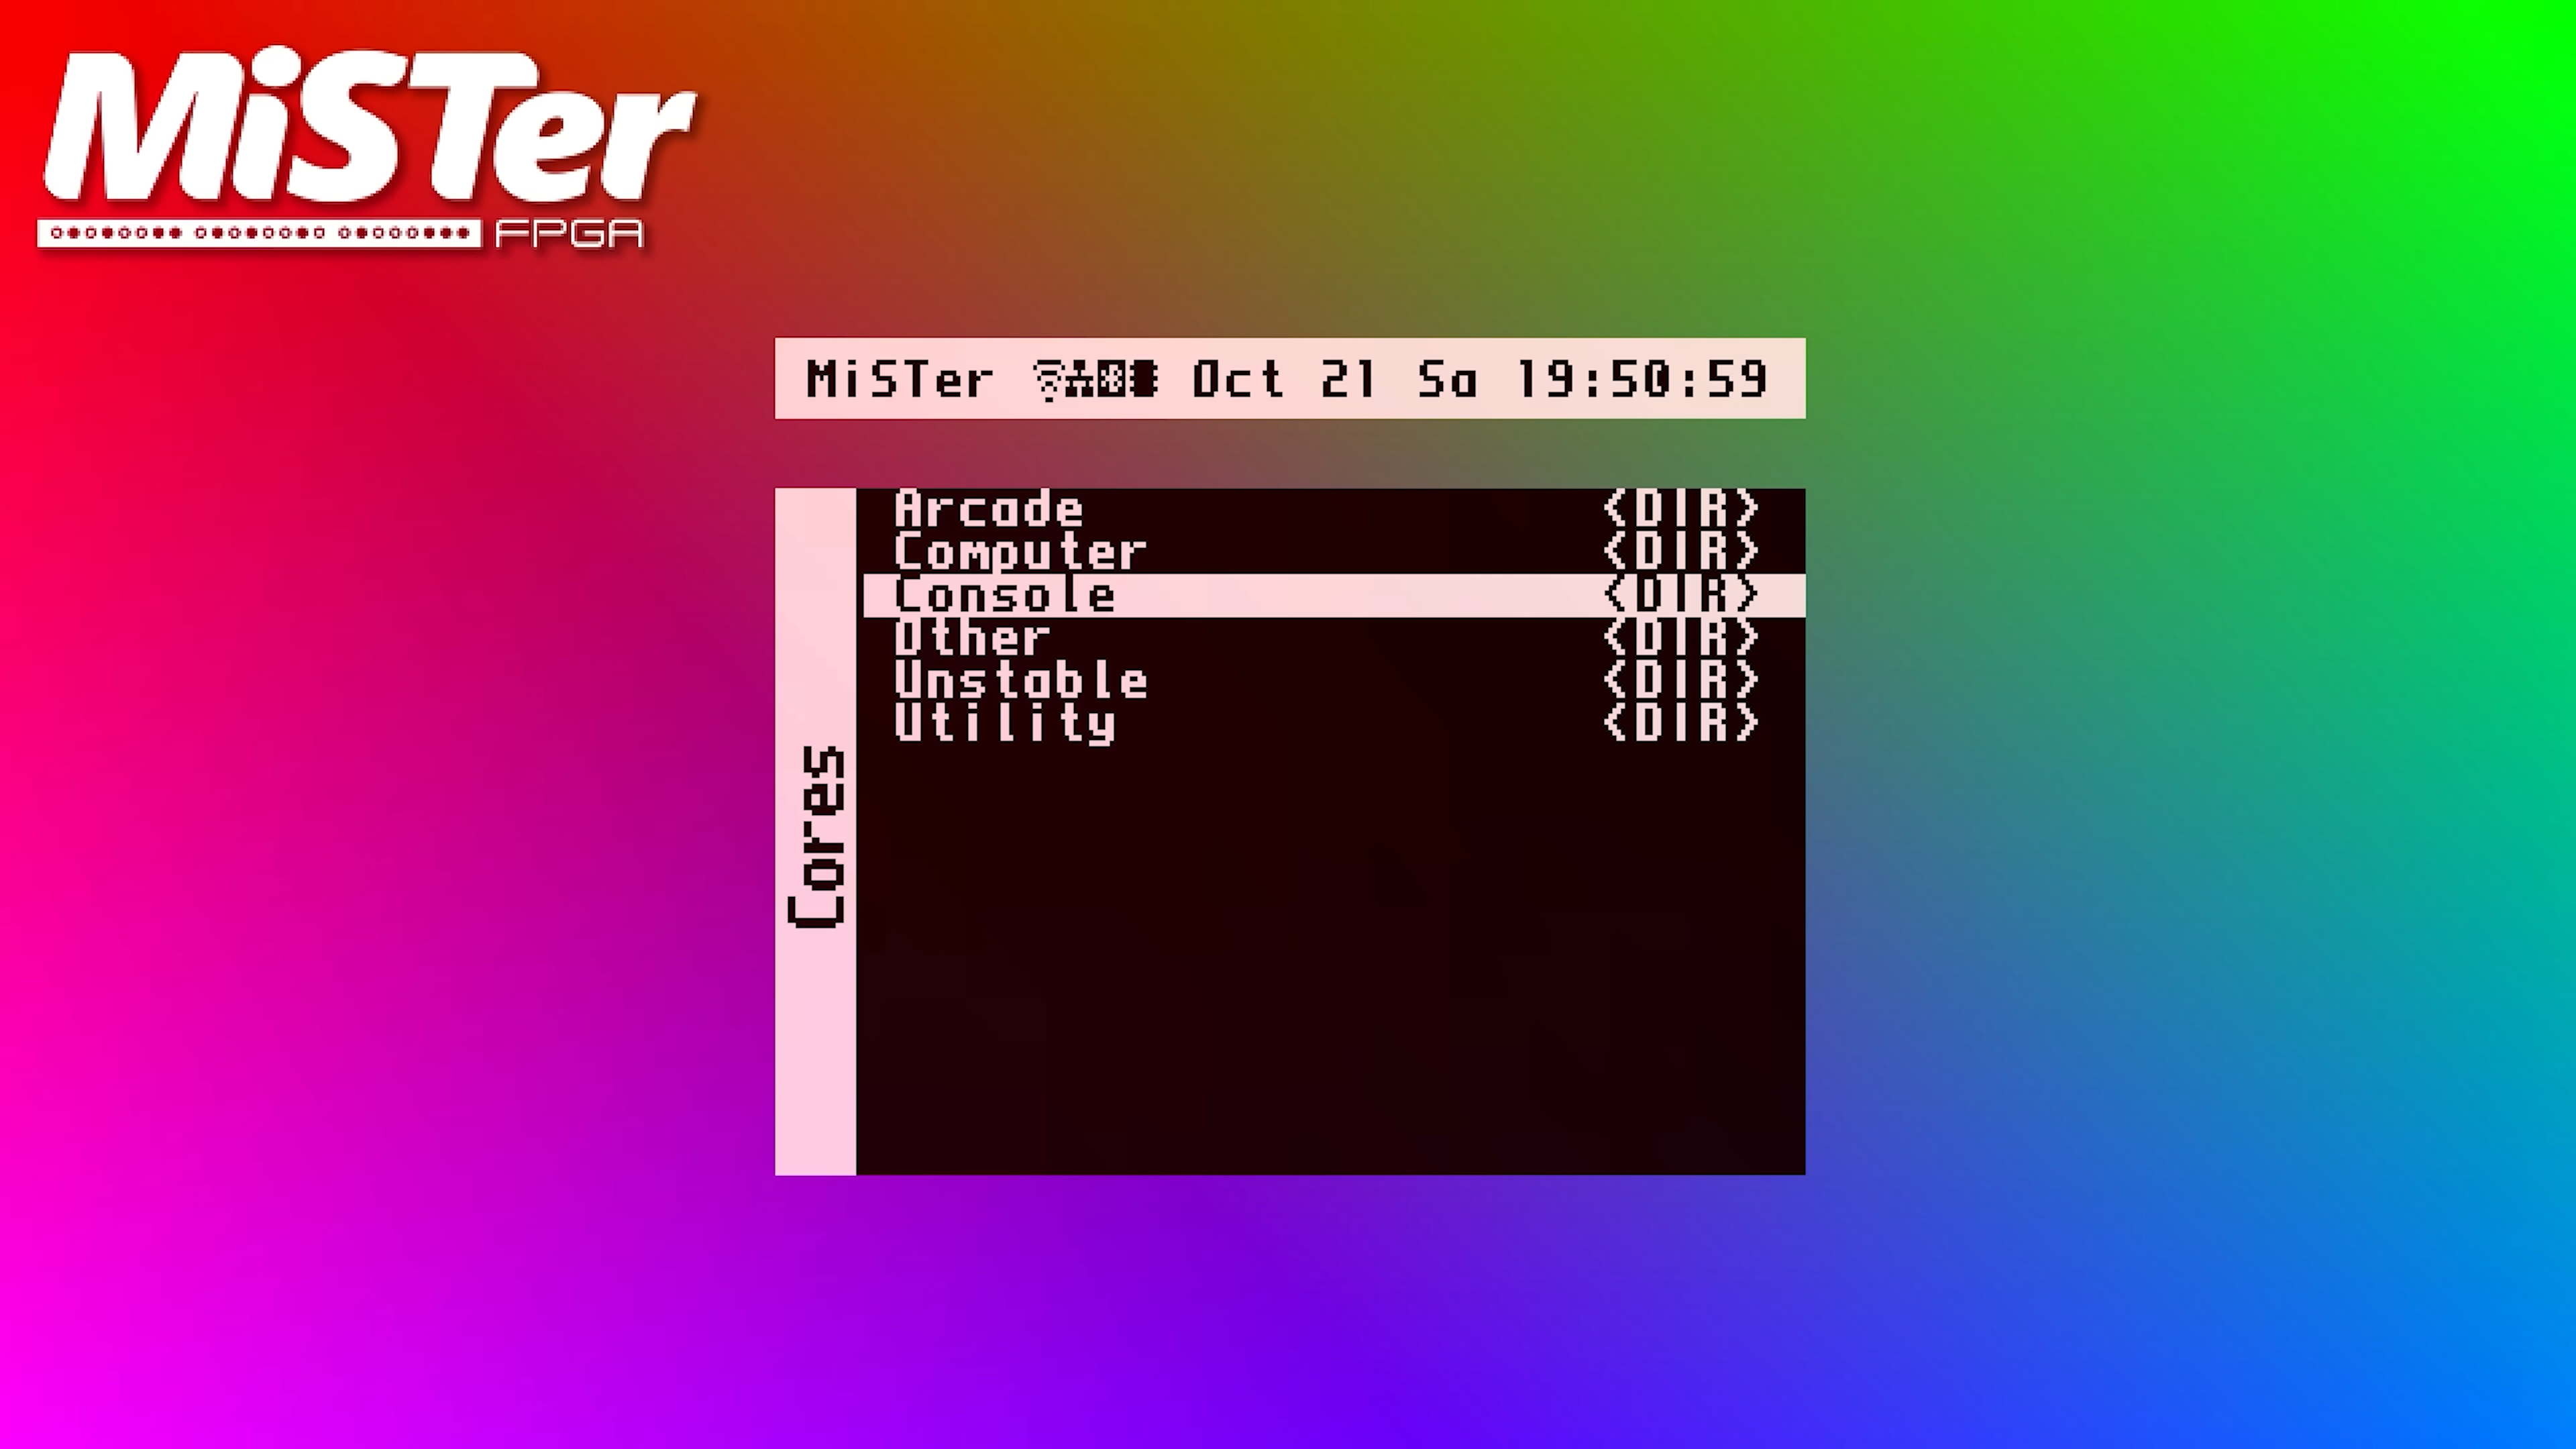 MiSTer
FPGA
MiSTer Oct 21 Sa 19:50:59
Cores
Arcade <DIR>
Computer <DIR>
Console <DIR>
Other <DIR>
Unstable <DIR>
Utility <DIR>